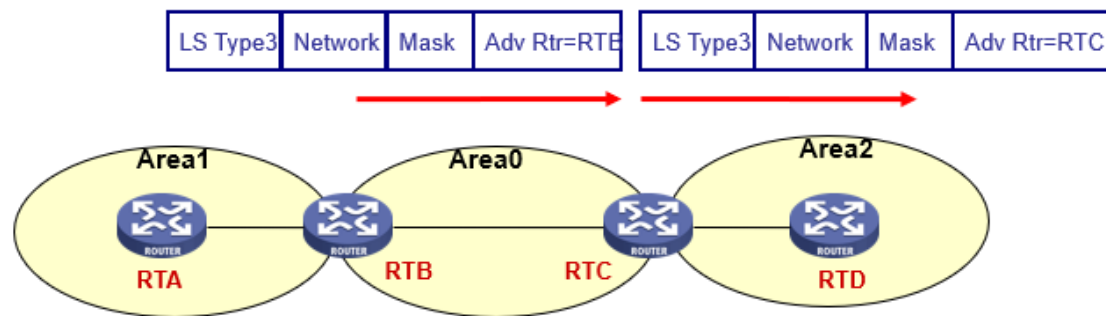 LS Type3 Network Mask Adv Rtr=RTB LS Type3 Network Mask Adv Rtr=RTC
Area1 Area0 Area2
ROUTER ROUTER ROUTER ROUTER
RTA RTB RTC RTD